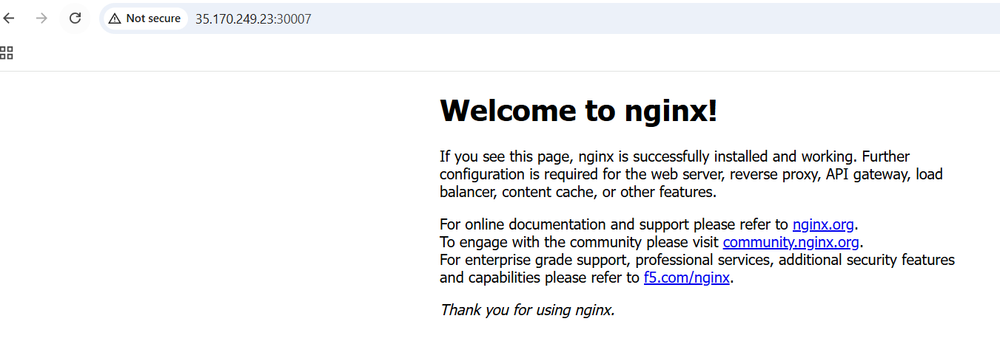 Not secure 35.170.249.23:30007
Welcome to nginx!
If you see this page, nginx is successfully installed and working. Further
configuration is required for the web server, reverse proxy, API gateway, load
balancer, content cache, or other features.
For online documentation and support please refer to nginx.org.
To engage with the community please visit community.nginx.org.
For enterprise grade support, professional services, additional security features
and capabilities please refer to f5.com/nginx.
Thank you for using nginx.